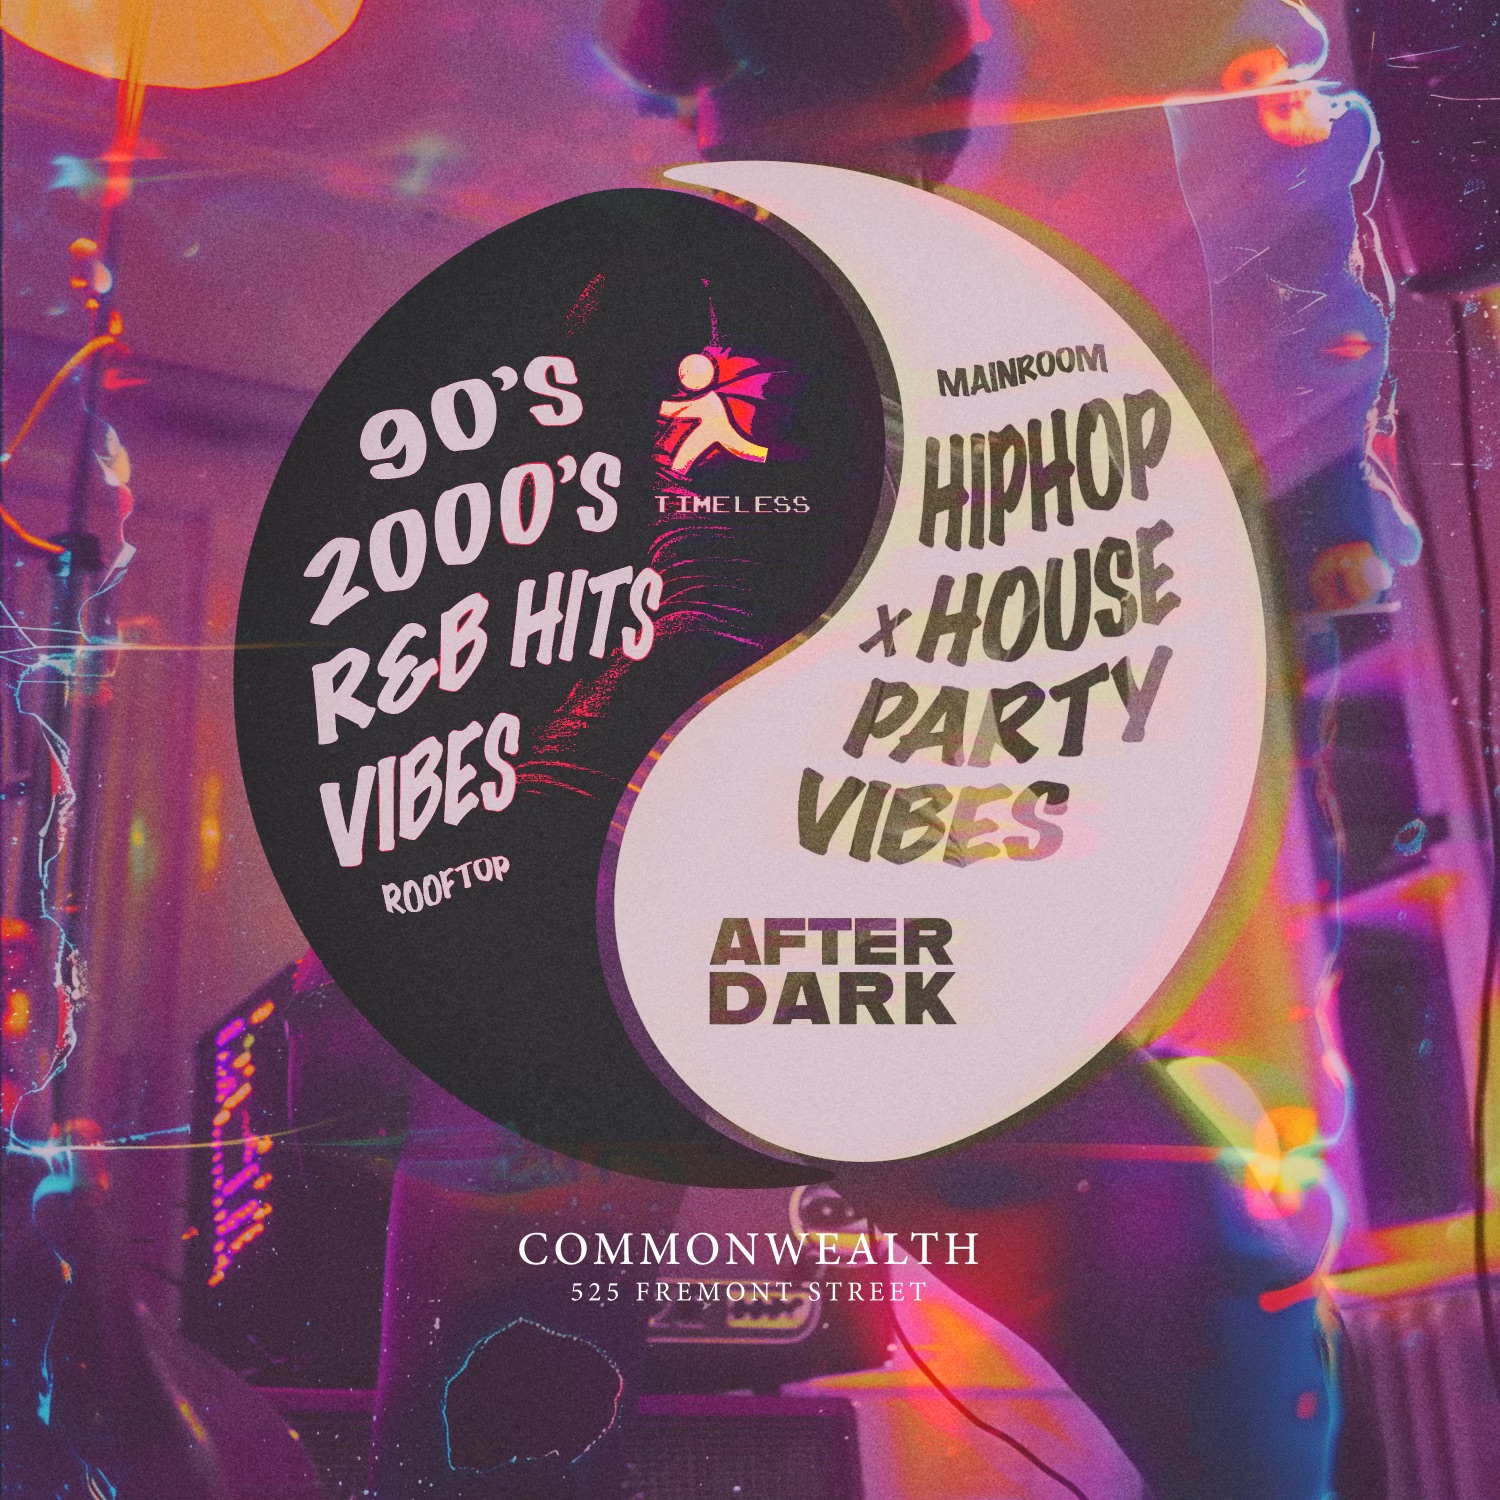 90'S
2000'S
R&B HITS
VIBES
ROOFTOP
TIMELESS
MAINROOM
HIPHOP
x HOUSE
PARTY
VIBES
AFTER
DARK
COMMONWEALTH
525 FREMONT STREET